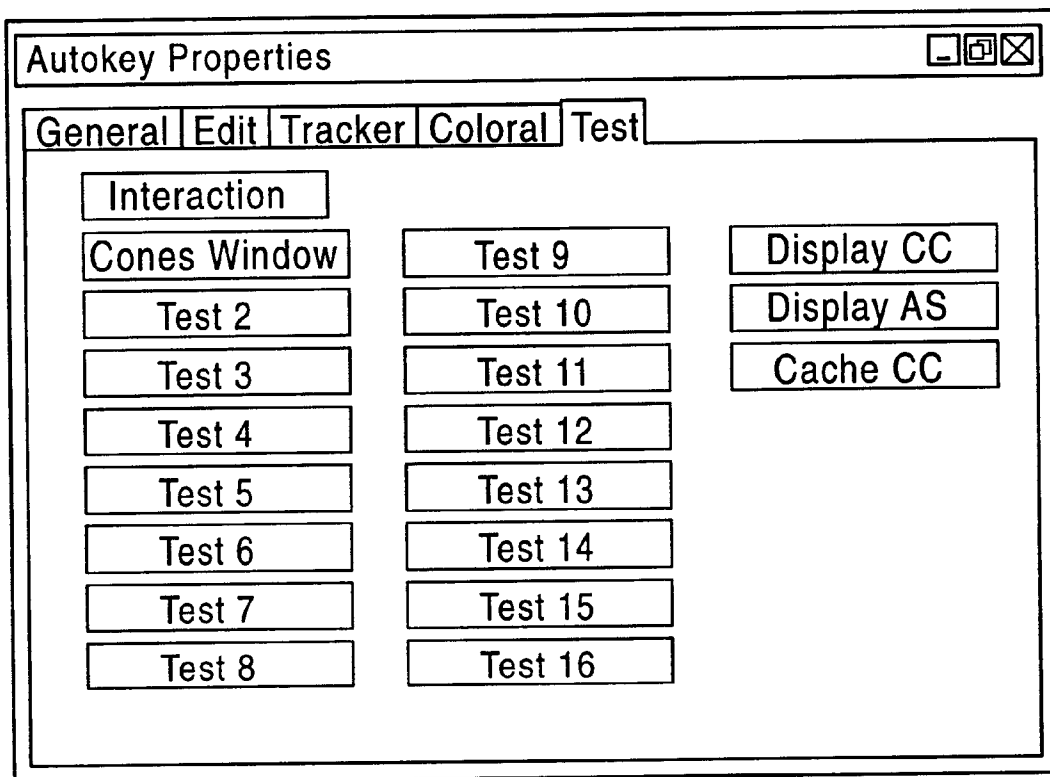 Autokey Properties
General Edit Tracker Coloral Test
Interaction
Cones Window Test 9 Display CC
Test 2 Test 10 Display AS
Test 3 Test 11 Cache CC
Test 4 Test 12
Test 5 Test 13
Test 6 Test 14
Test 7 Test 15
Test 8 Test 16